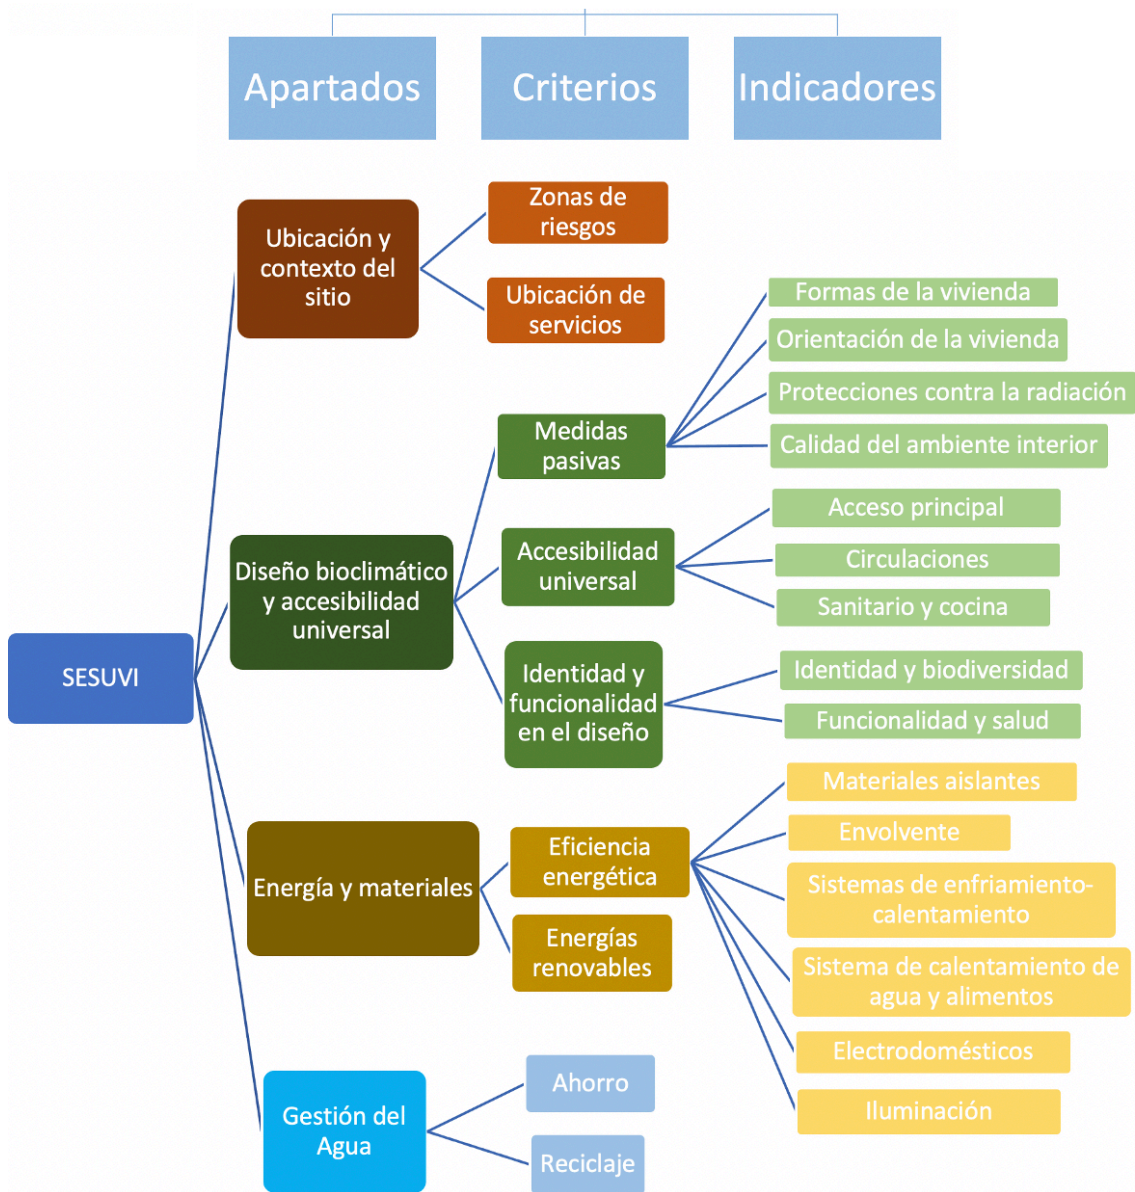 Apartados
Criterios
Indicadores
Ubicación y
contexto del
sitio
Zonas de
riesgos
Ubicación de
servicios
SESUVI
Diseño bioclimático
y accesibilidad
universal
Medidas
pasivas
Formas de la vivienda
Orientación de la vivienda
Protecciones contra la radiación
Calidad del ambiente interior
Accesibilidad
universal
Acceso principal
Circulaciones
Sanitario y cocina
Identidad y
funcionalidad
en el diseño
Identidad y biodiversidad
Funcionalidad y salud
Energía y materiales
Eficiencia
energética
Materiales aislantes
Envolvente
Sistemas de enfriamiento-
calentamiento
Sistema de calentamiento de
agua y alimentos
Electrodomésticos
Iluminación
Energías
renovables
Gestión del
Agua
Ahorro
Reciclaje